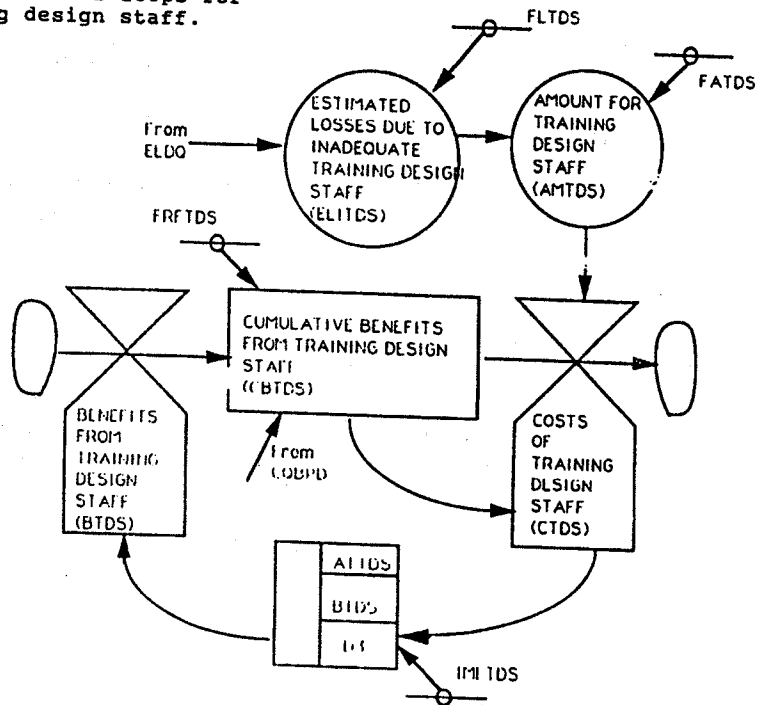 g design staff.
FLTDS
FATDS
ESTIMATED
LOSSES DUE TO
INADEQUATE
TRAINING DESIGN
STAFF
(ELITDS)
AMOUNT FOR
TRAINING
DESIGN
STAFF
(AMTDS)
From
ELDQ
FRFTDS
CUMULATIVE BENEFITS
FROM TRAINING DESIGN
STAFF
(CBTDS)
BENEFITS
FROM
TRAINING
DESIGN
STAFF
(BTDS)
From
COSTS
OF
TRAINING
DESIGN
STAFF
(CTDS)
BTDS